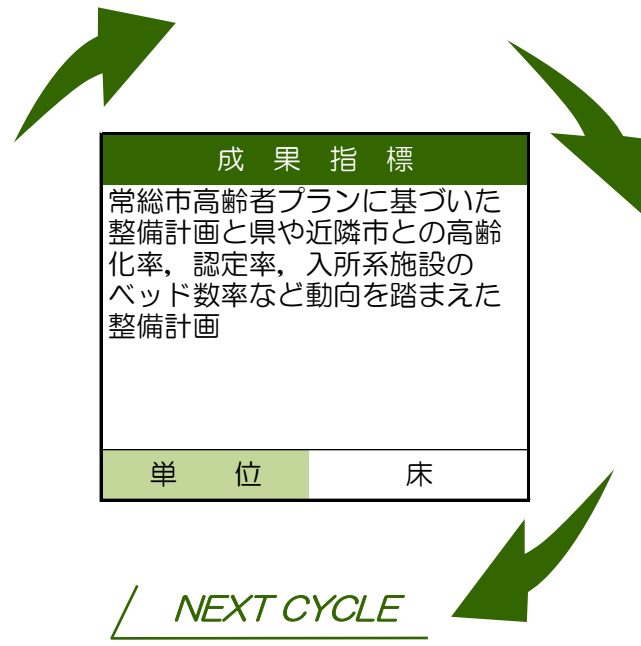 成果指標
常総市高齢者プランに基づいた
整備計画と県や近隣市との高齢
化率，認定率，入所系施設の
ベッド数率など動向を踏まえた
整備計画
単位 床
NEXT CYCLE